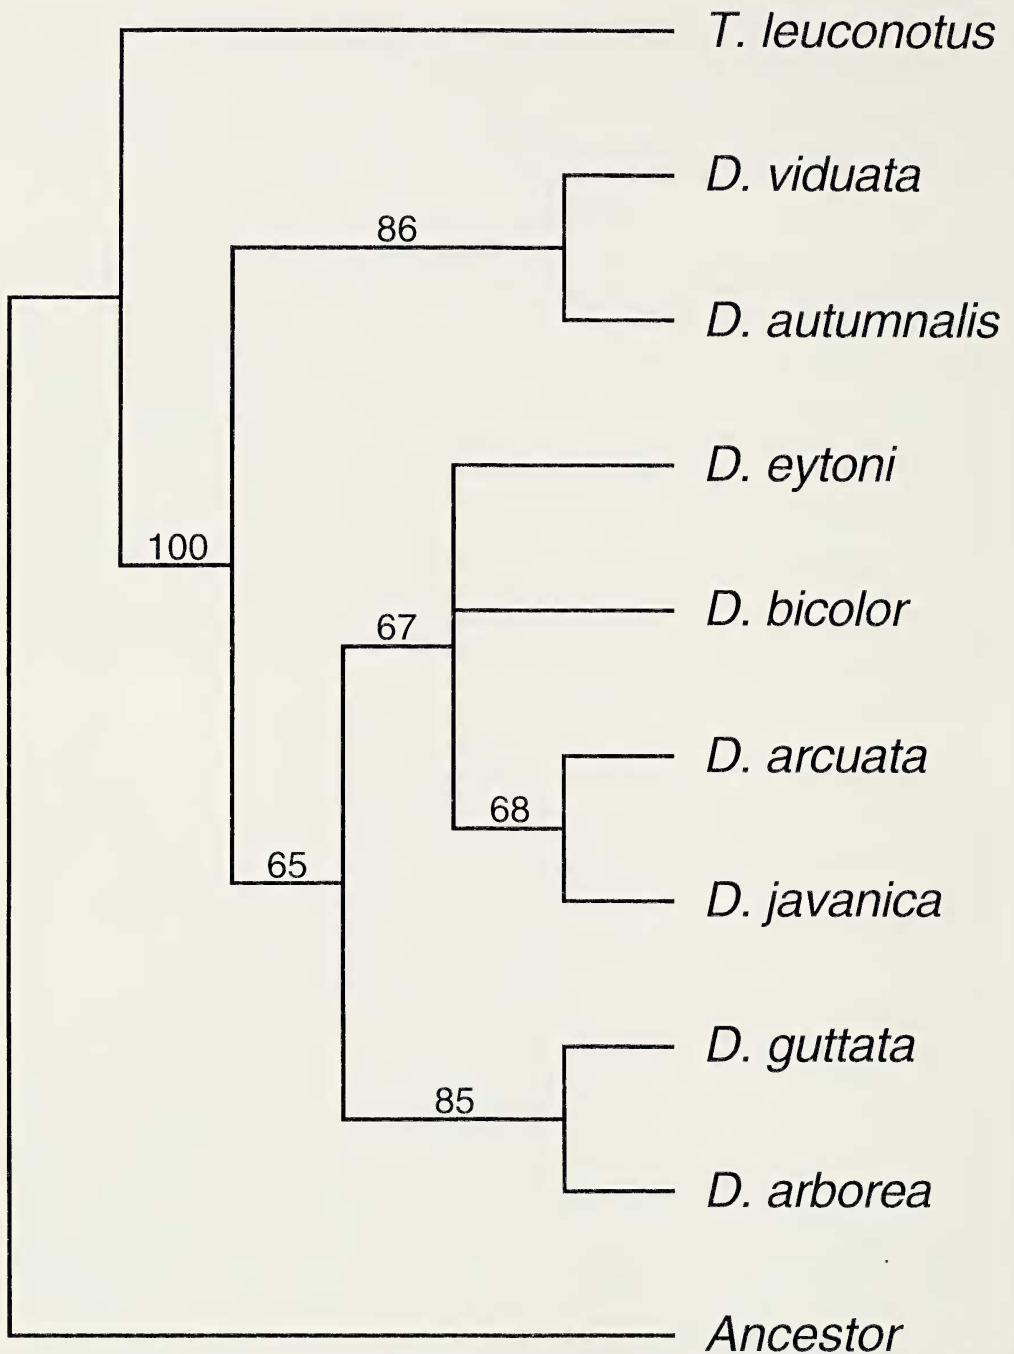 T. leuconotus
D. viduata
86
D. autumnalis
D. eytoni
100
D. bicolor
67
D. arcuata
68
D. javanica
65
D. guttata
85
D. arborea
Ancestor